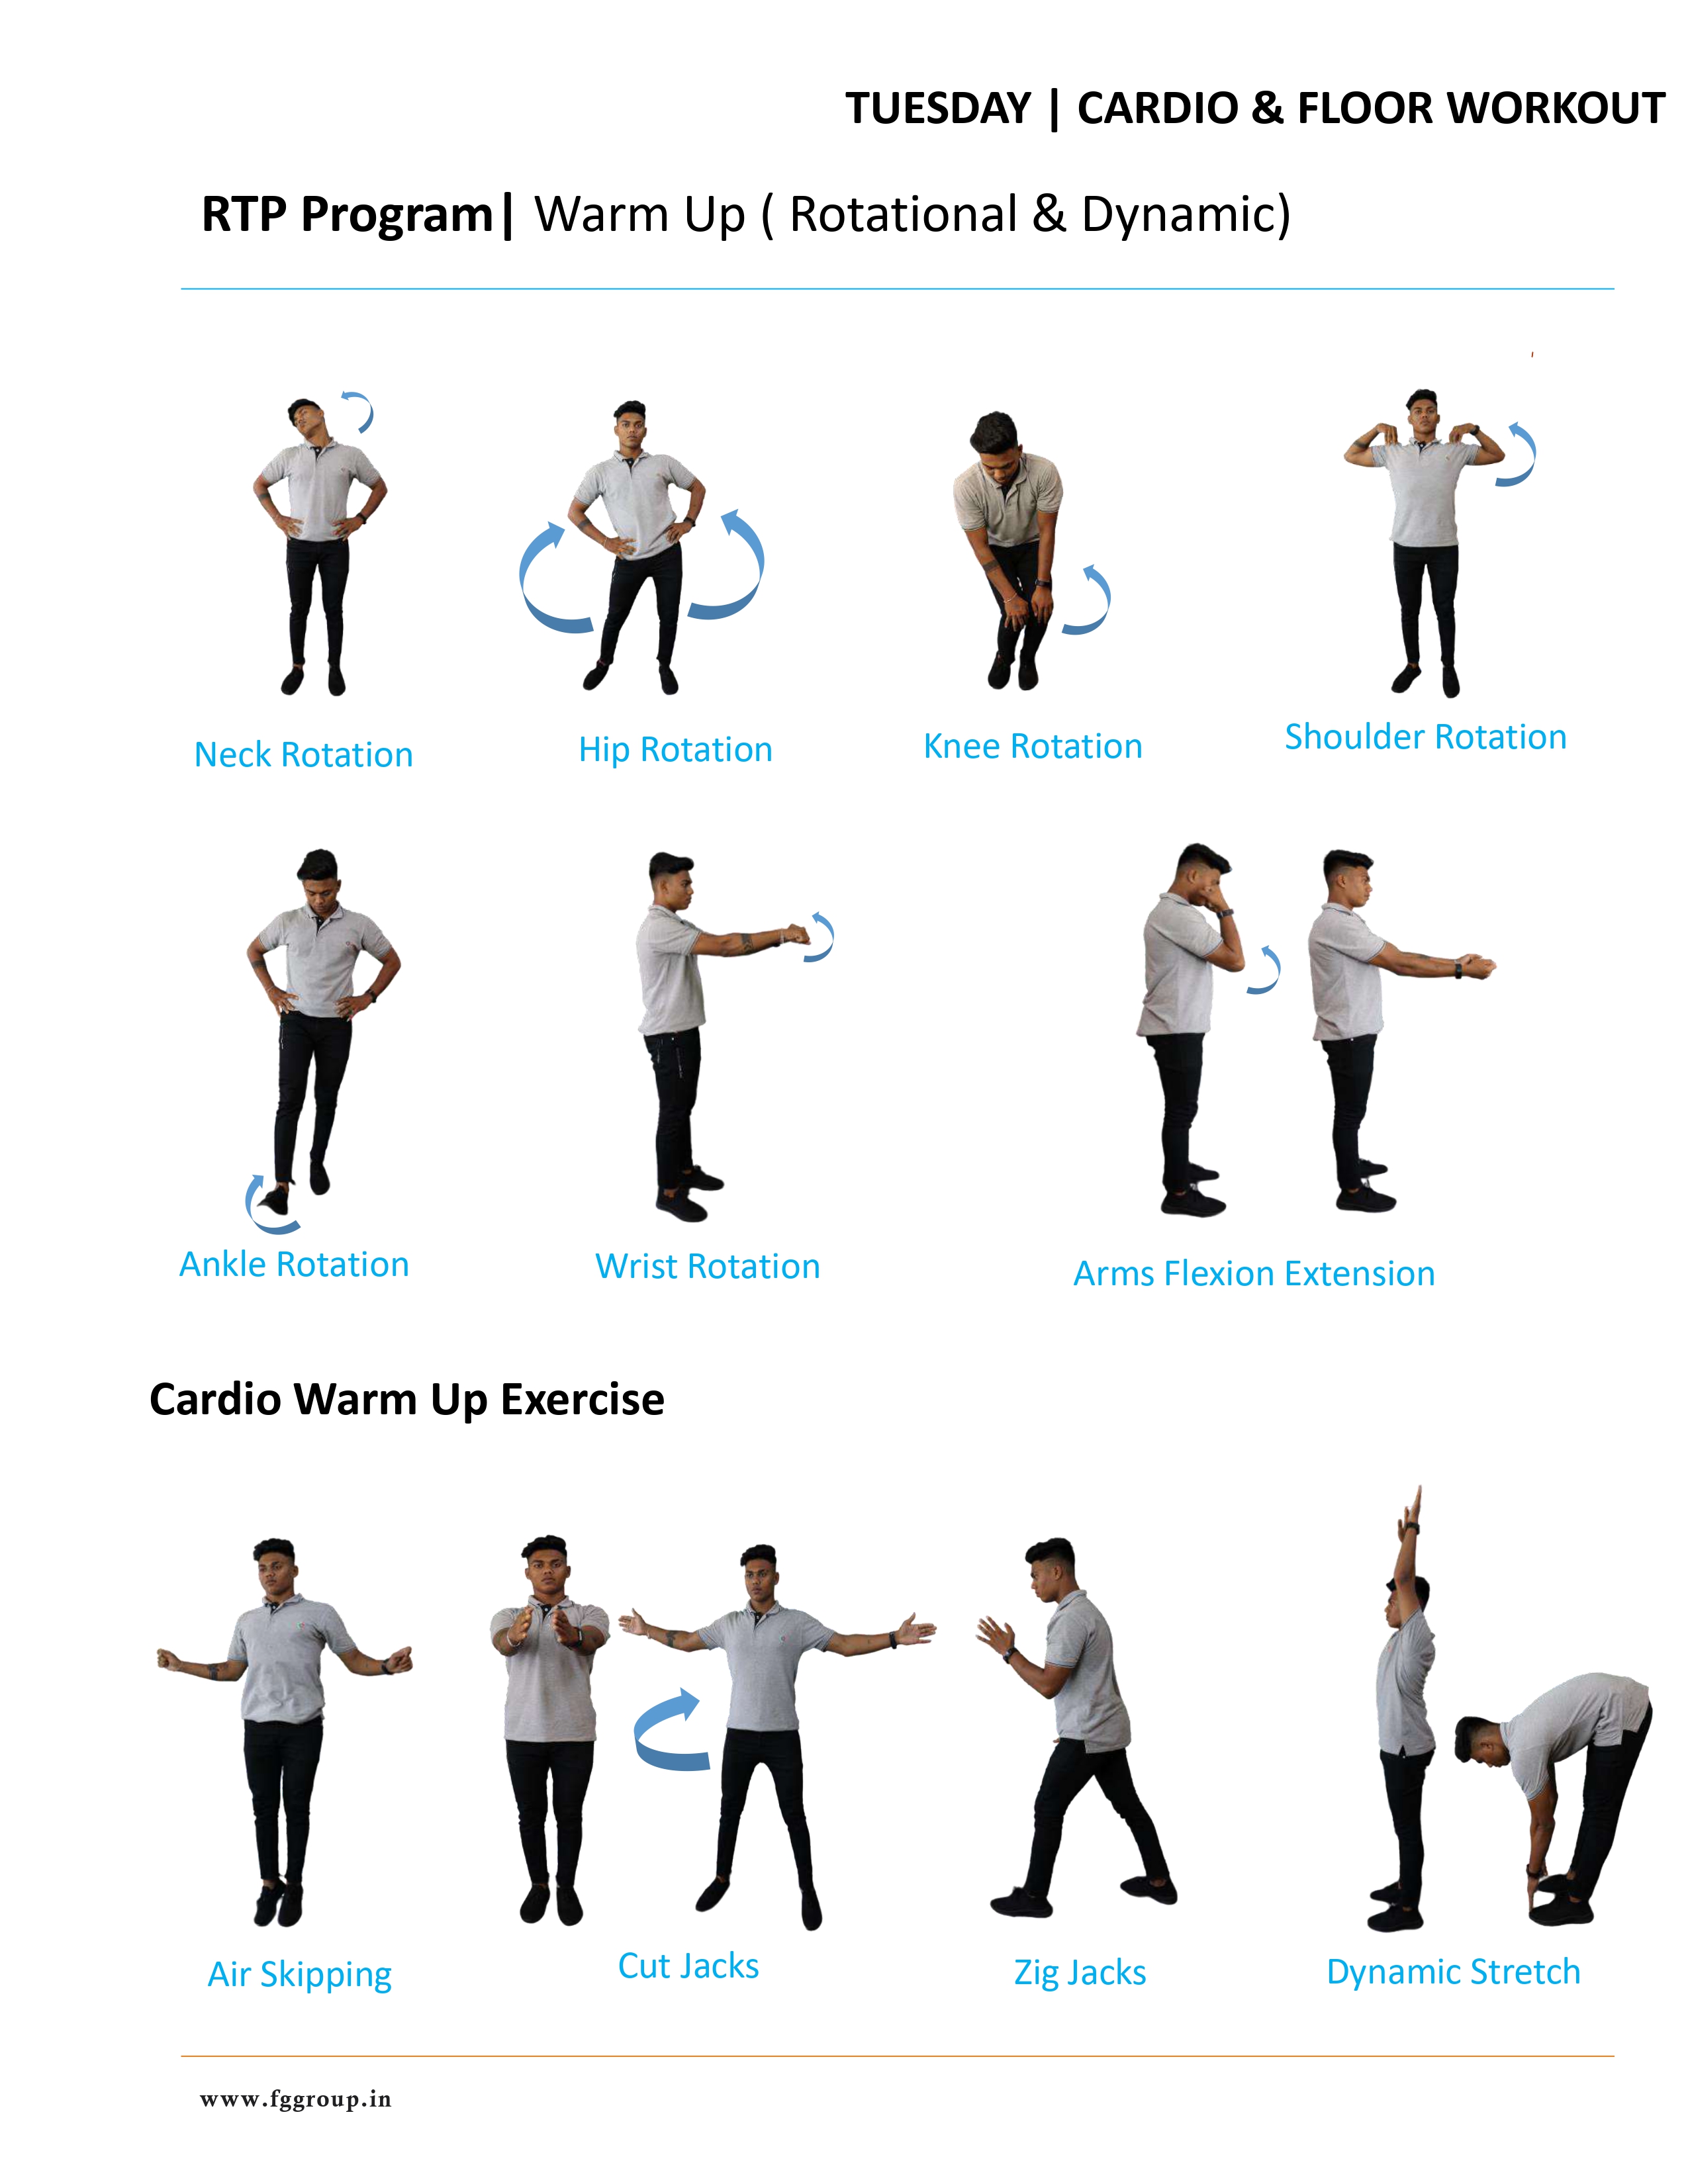 TUESDAY | CARDIO & FLOOR WORKOUT
RTP Program| Warm Up ( Rotational & Dynamic)
Neck Rotation
Hip Rotation
Knee Rotation
Shoulder Rotation
Ankle Rotation
Wrist Rotation
Arms Flexion Extension
Cardio Warm Up Exercise
Air Skipping
Cut Jacks
Zig Jacks
Dynamic Stretch
www.fggroup.in